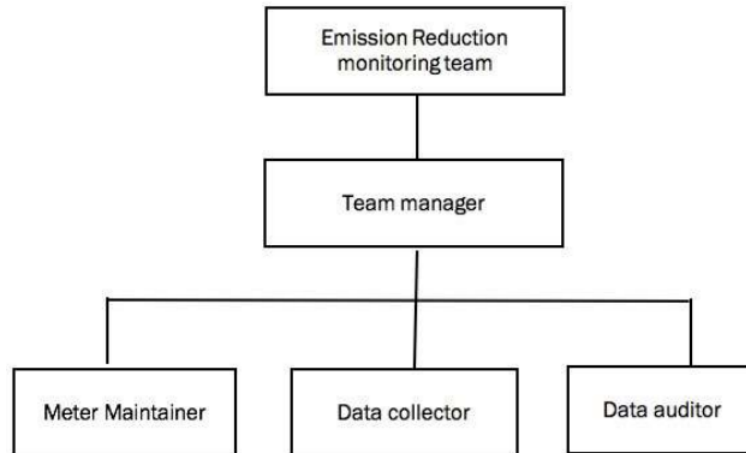 Emission Reduction
monitoring team
Team manager
Meter Maintainer
Data collector
Data auditor